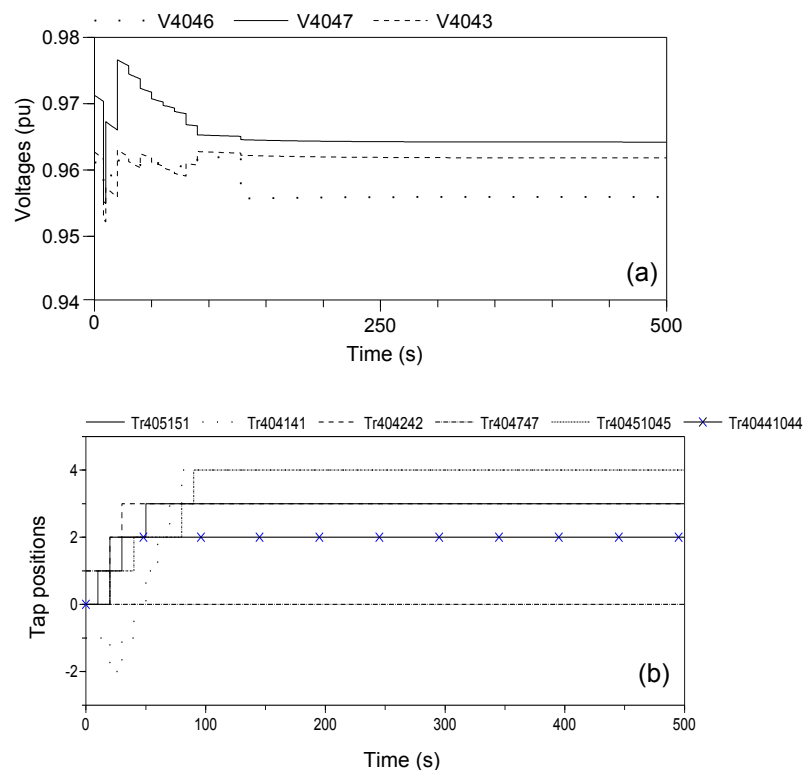 V4046 V4047 V4043
0.98
0.97
0.96
0.95
0.94
Voltages (pu)
(a)
0 250 500
Time (s)
Tr405151 Tr404141 Tr404242 Tr404747 Tr40451045 Tr40441044
4
2
0
-2
Tap positions
(b)
0 100 200 300 400 500
Time (s)